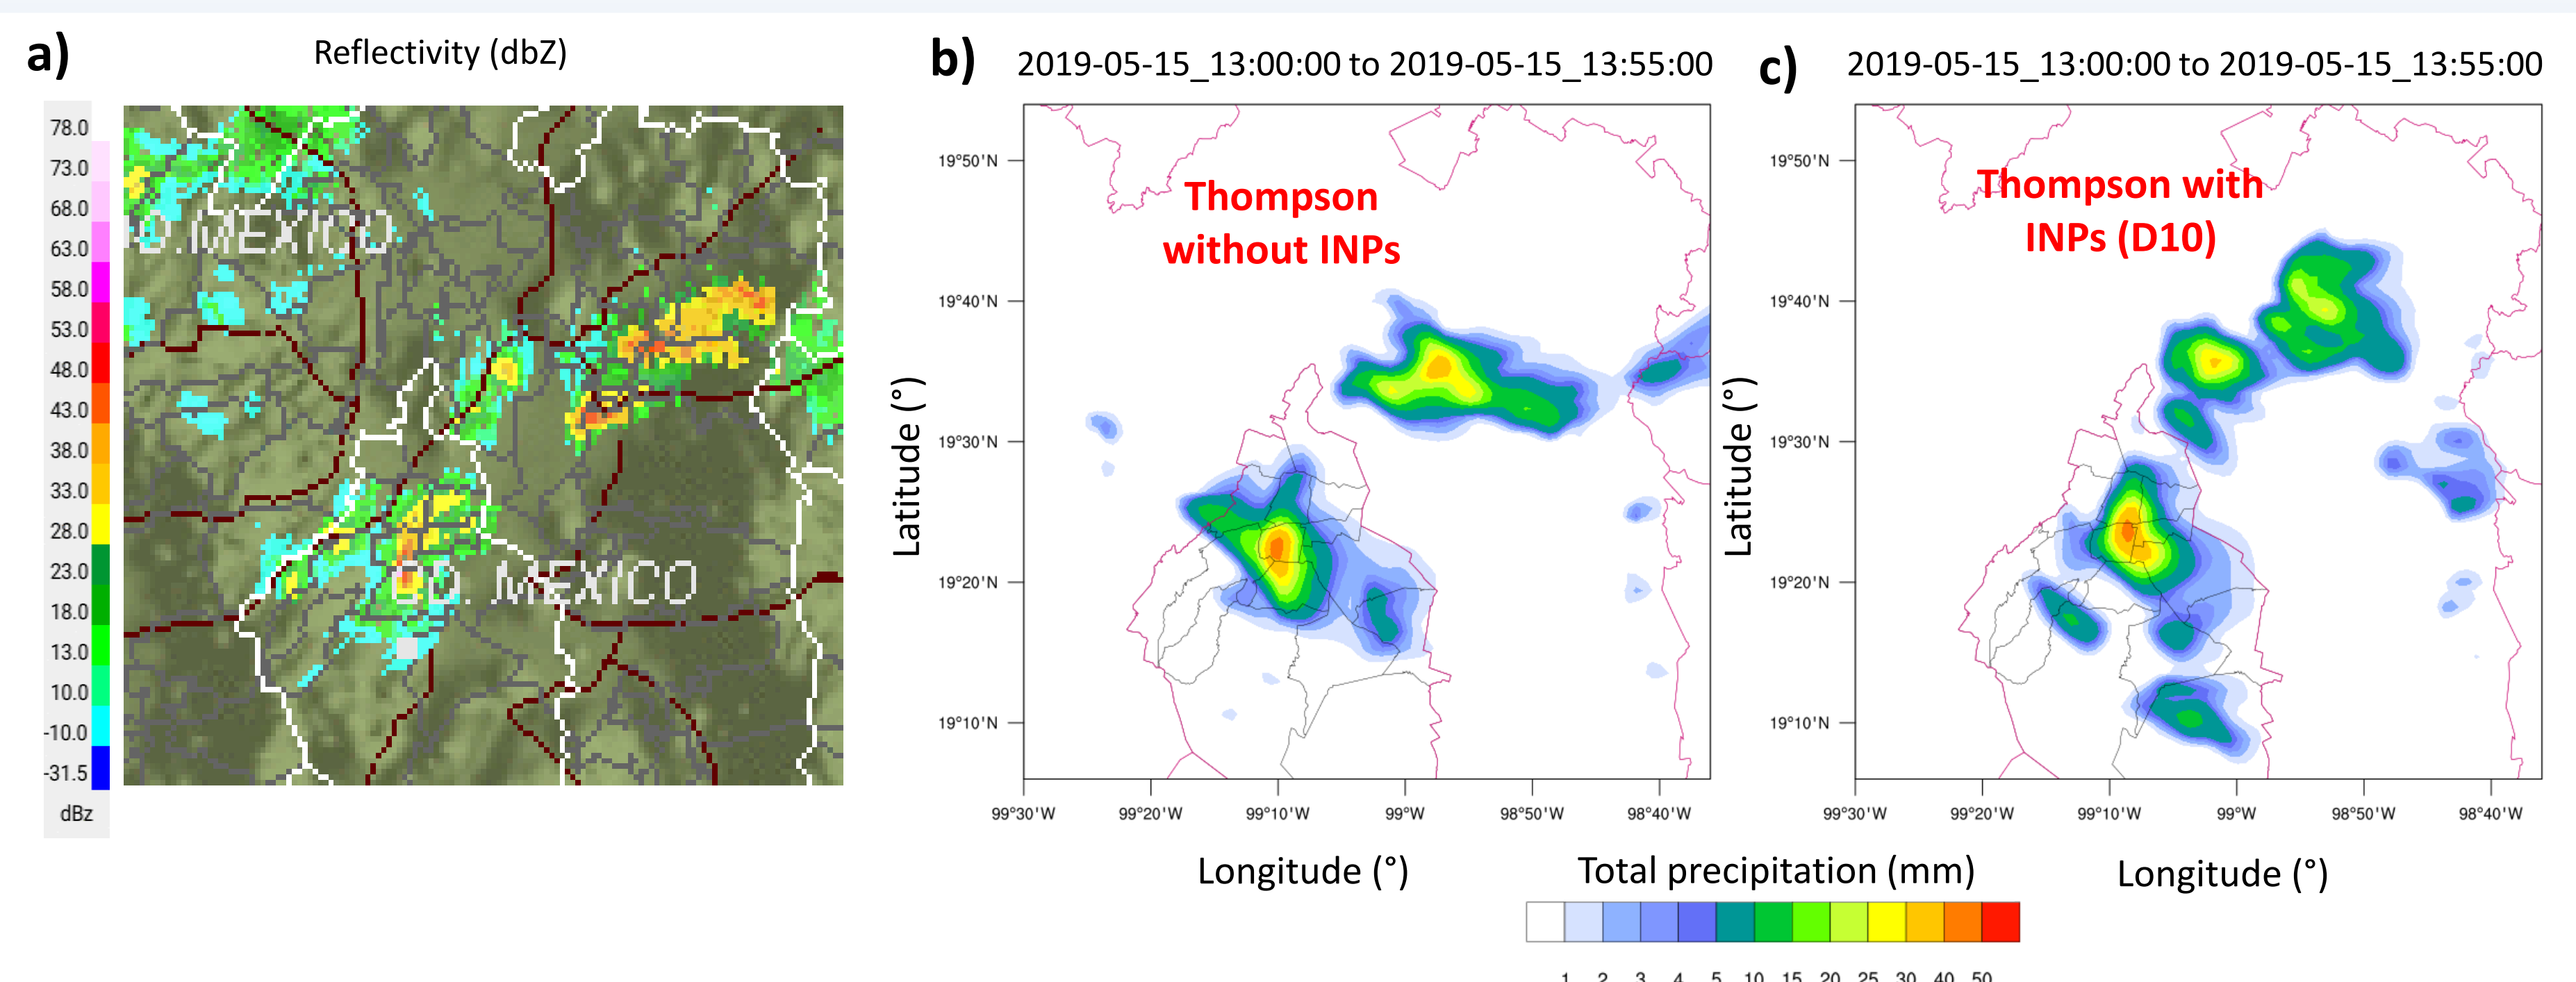 a)
Reflectivity (dbZ)
78.0
73.0
68.0
63.0
58.0
53.0
48.0
43.0
38.0
33.0
28.0
23.0
18.0
13.0
10.0
-10.0
-31.5
dBz
O.MEXICO
CD. MEXICO
b)
2019-05-15_13:00:00 to 2019-05-15_13:55:00
Thompson
without INPs
Latitude (°)
19°50'N
19°40'N
19°30'N
19°20'N
19°10'N
99°30'W 99°20'W 99°10'W 99°W 98°50'W 98°40'W
Longitude (°)
c)
2019-05-15_13:00:00 to 2019-05-15_13:55:00
Thompson with
INPs (D10)
Latitude (°)
19°50'N
19°40'N
19°30'N
19°20'N
19°10'N
99°30'W 99°20'W 99°10'W 99°W 98°50'W 98°40'W
Longitude (°)
Total precipitation (mm)
1 2 3 4 5 10 15 20 25 30 40 50